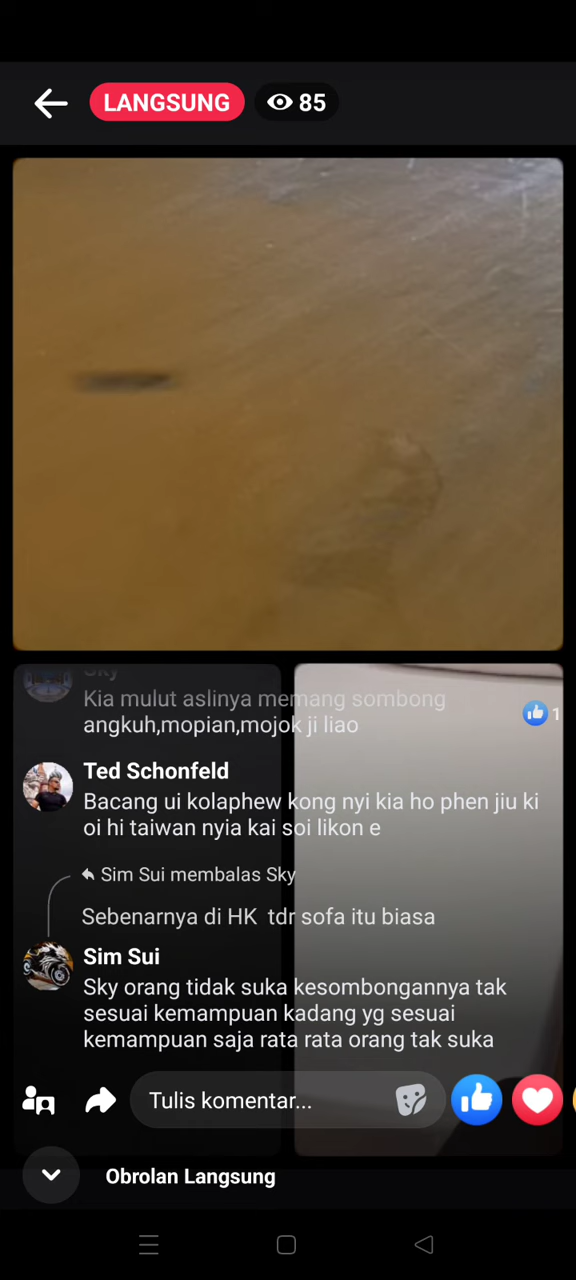 LANGSUNG
85
Sky
Kia mulut aslinya memang sombong
angkuh,mopian,mojok ji liao
1
Ted Schonfeld
Bacang ui kolaphew kong nyi kia ho phen jiu ki
oi hi taiwan nyia kai soi likon e
Sim Sui membalas Sky
Sebenarnya di HK tdr sofa itu biasa
Sim Sui
Sky orang tidak suka kesombongannya tak
sesuai kemampuan kadang yg sesuai
kemampuan saja rata rata orang tak suka
Tulis komentar...
Obrolan Langsung